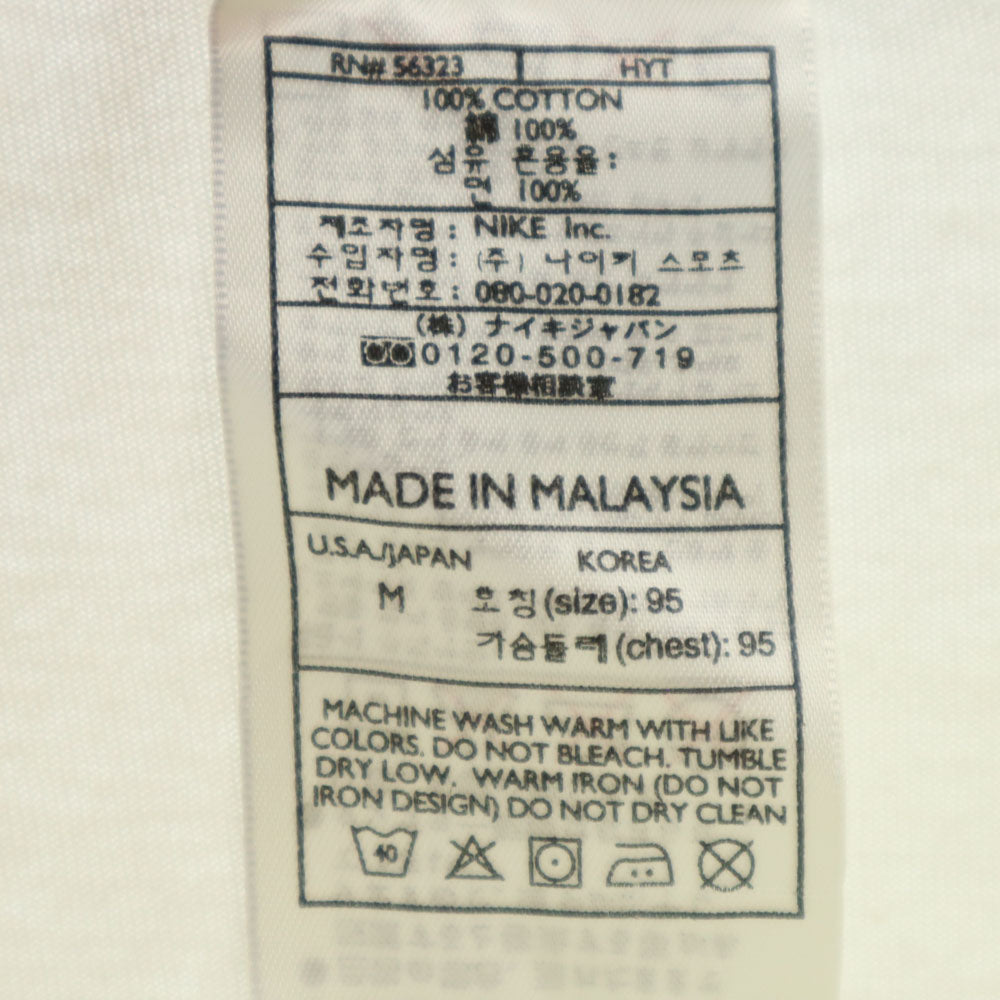 RN# 56323 HYT
100% COTTON
綿 100%
섬유 혼용율:
면 100%
제조자명: NIKE Inc.
수입자명: (주) 나이키 스포츠
전화번호: 080-020-0182
(株) ナイキジャパン
0120-500-719
お客様相談室
MADE IN MALAYSIA
U.S.A./JAPAN KOREA
M 호칭(size): 95
가슴둘레(chest): 95
MACHINE WASH WARM WITH LIKE
COLORS. DO NOT BLEACH. TUMBLE
DRY LOW. WARM IRON (DO NOT
IRON DESIGN) DO NOT DRY CLEAN
40